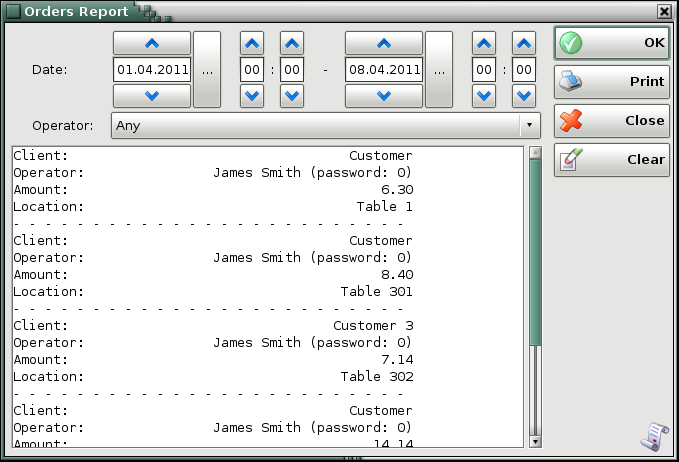 Orders Report
Date: 01.04.2011 ... 00 : 00 - 08.04.2011 ... 00 : 00
Operator: Any
OK
Print
Close
Clear
Client: Customer
Operator: James Smith (password: 0)
Amount: 6.30
Location: Table 1
- - - - - - - - - - - - - - - - - - - - - - - - -
Client: Customer
Operator: James Smith (password: 0)
Amount: 8.40
Location: Table 301
- - - - - - - - - - - - - - - - - - - - - - - - -
Client: Customer 3
Operator: James Smith (password: 0)
Amount: 7.14
Location: Table 302
- - - - - - - - - - - - - - - - - - - - - - - - -
Client: Customer
Operator: James Smith (password: 0)
Amount: 14.14